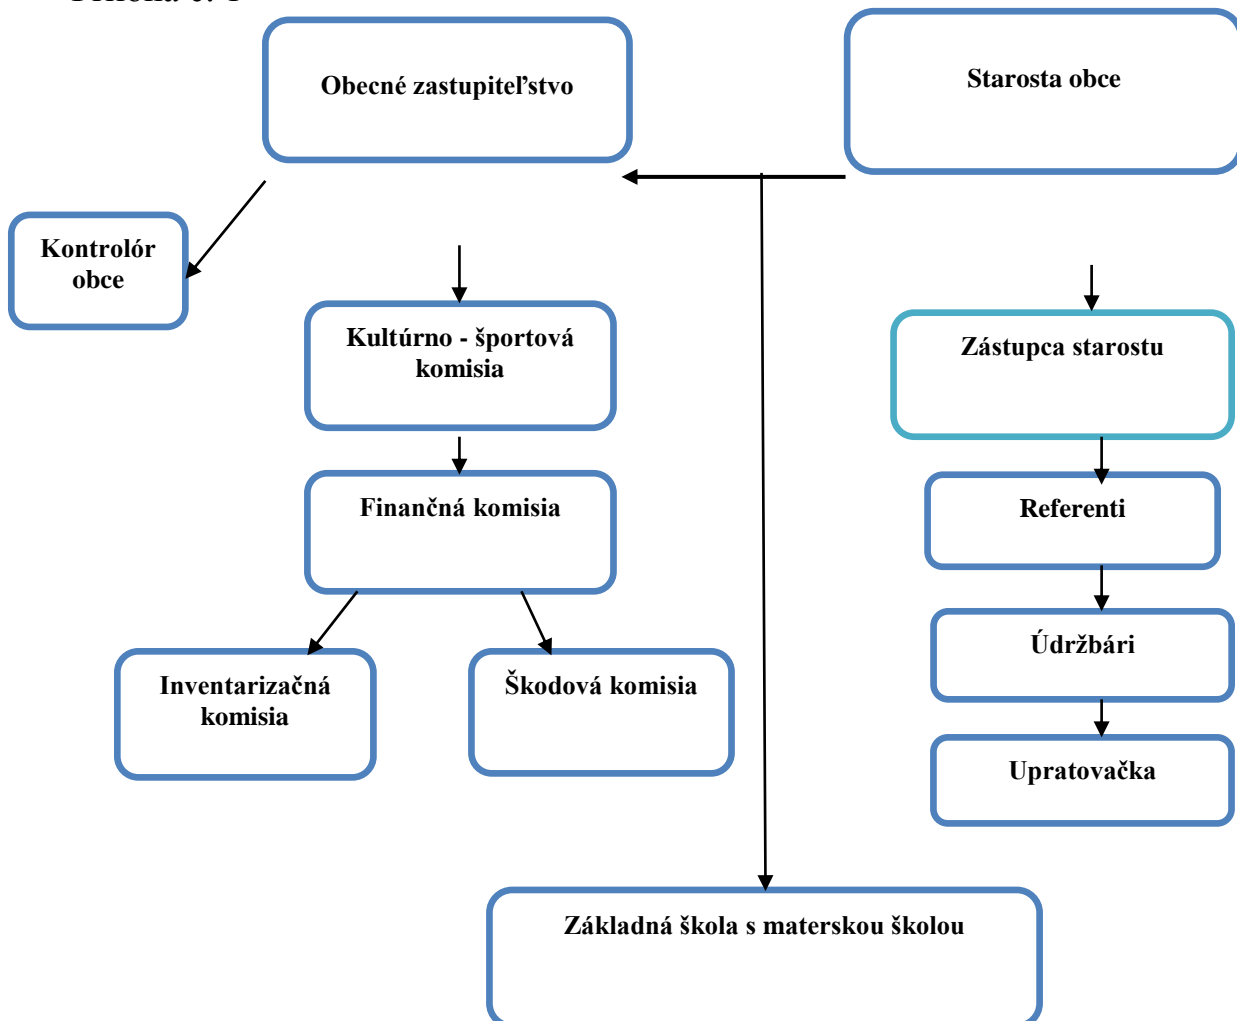 Obecné zastupiteľstvo
Starosta obce
Kontrolór
obce
Kultúrno - športová
komisia
Zástupca starostu
Finančná komisia
Referenti
Údržbári
Inventarizačná
komisia
Škodová komisia
Upratovačka
Základná škola s materskou školou